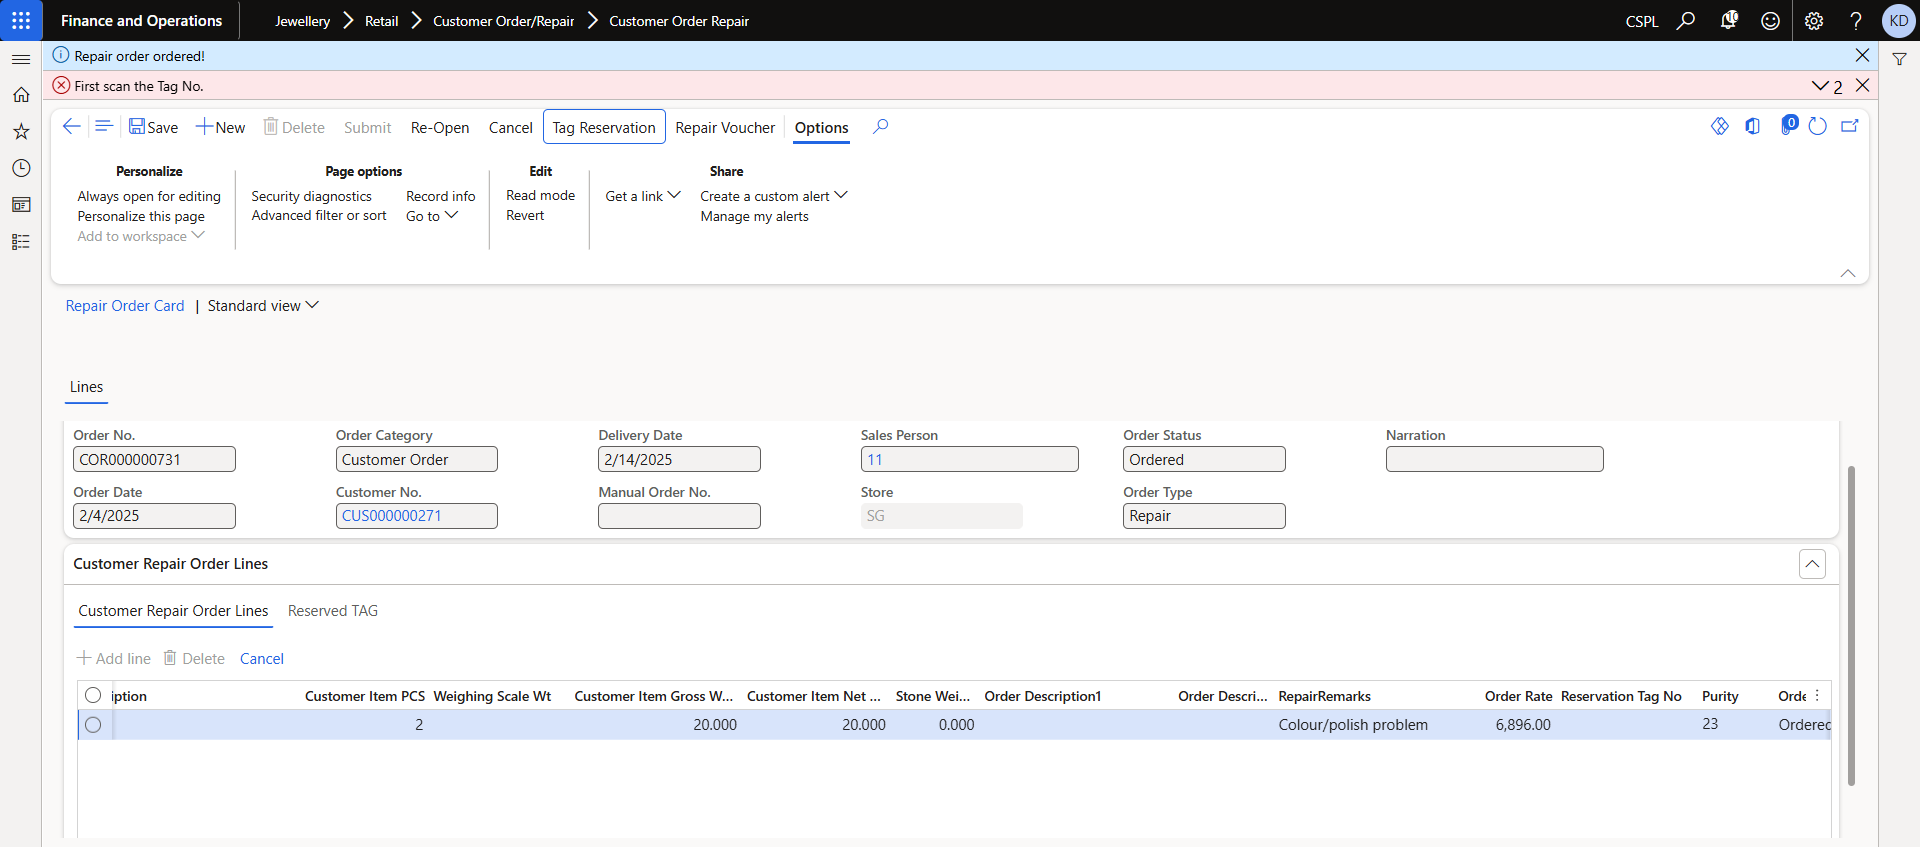 Finance and Operations
Jewellery
Retail
Customer Order/Repair
Customer Order Repair
CSPL
KD
Repair order ordered!
First scan the Tag No.
2
Save
New
Delete
Submit
Re-Open
Cancel
Tag Reservation
Repair Voucher
Options
0
Personalize
Always open for editing
Personalize this page
Add to workspace
Page options
Security diagnostics
Advanced filter or sort
Record info
Go to
Edit
Read mode
Revert
Share
Get a link
Create a custom alert
Manage my alerts
Repair Order Card | Standard view
Lines
Order No.
COR000000731
Order Category
Customer Order
Delivery Date
2/14/2025
Sales Person
11
Order Status
Ordered
Narration
Order Date
2/4/2025
Customer No.
CUS000000271
Manual Order No.
Store
SG
Order Type
Repair
Customer Repair Order Lines
Customer Repair Order Lines
Reserved TAG
Add line
Delete
Cancel
iption Customer Item PCS Weighing Scale Wt Customer Item Gross W... Customer Item Net ... Stone Wei... Order Description1 Order Descri... RepairRemarks Order Rate Reservation Tag No Purity Orde
2 20.000 20.000 0.000 Colour/polish problem 6,896.00 23 Ordered